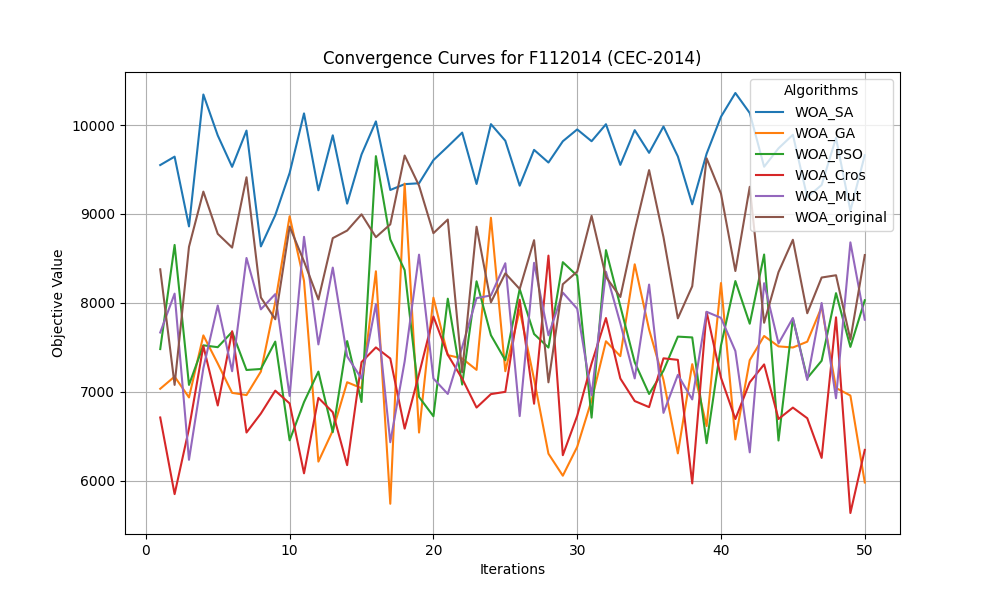 Convergence Curves for F112014 (CEC-2014)
Algorithms
WOA_SA
WOA_GA
WOA_PSO
WOA_Cros
WOA_Mut
WOA_original
10000
9000
8000
7000
6000
Objective Value
0 10 20 30 40 50
Iterations